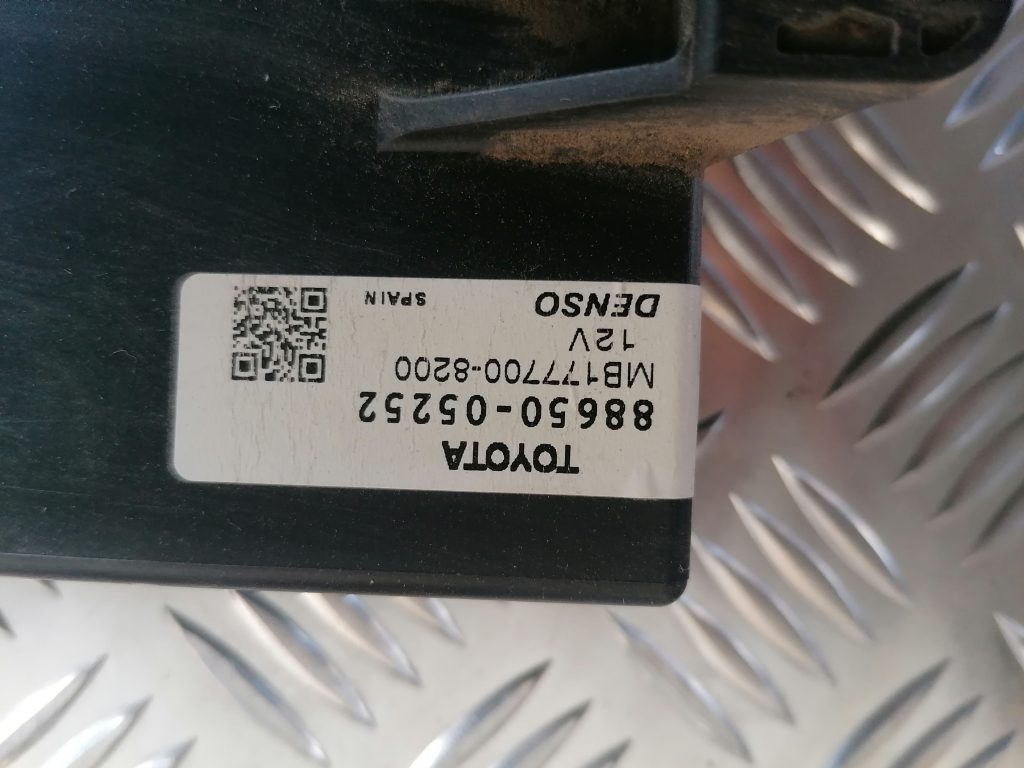 TOYOTA
88650-05252
MB177700-8200
12V
DENSO SPAIN